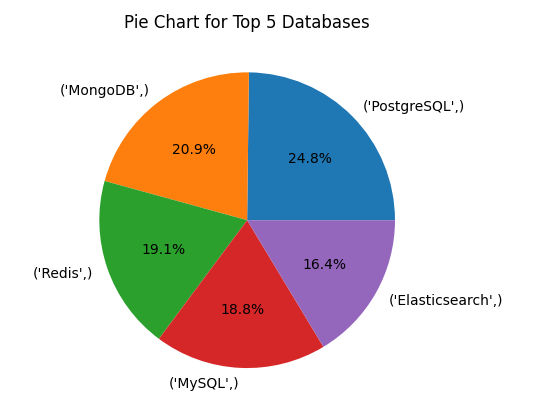 Pie Chart for Top 5 Databases
('MongoDB',)
('PostgreSQL',)
20.9%
24.8%
19.1%
16.4%
('Redis',)
18.8%
('Elasticsearch',)
('MySQL',)